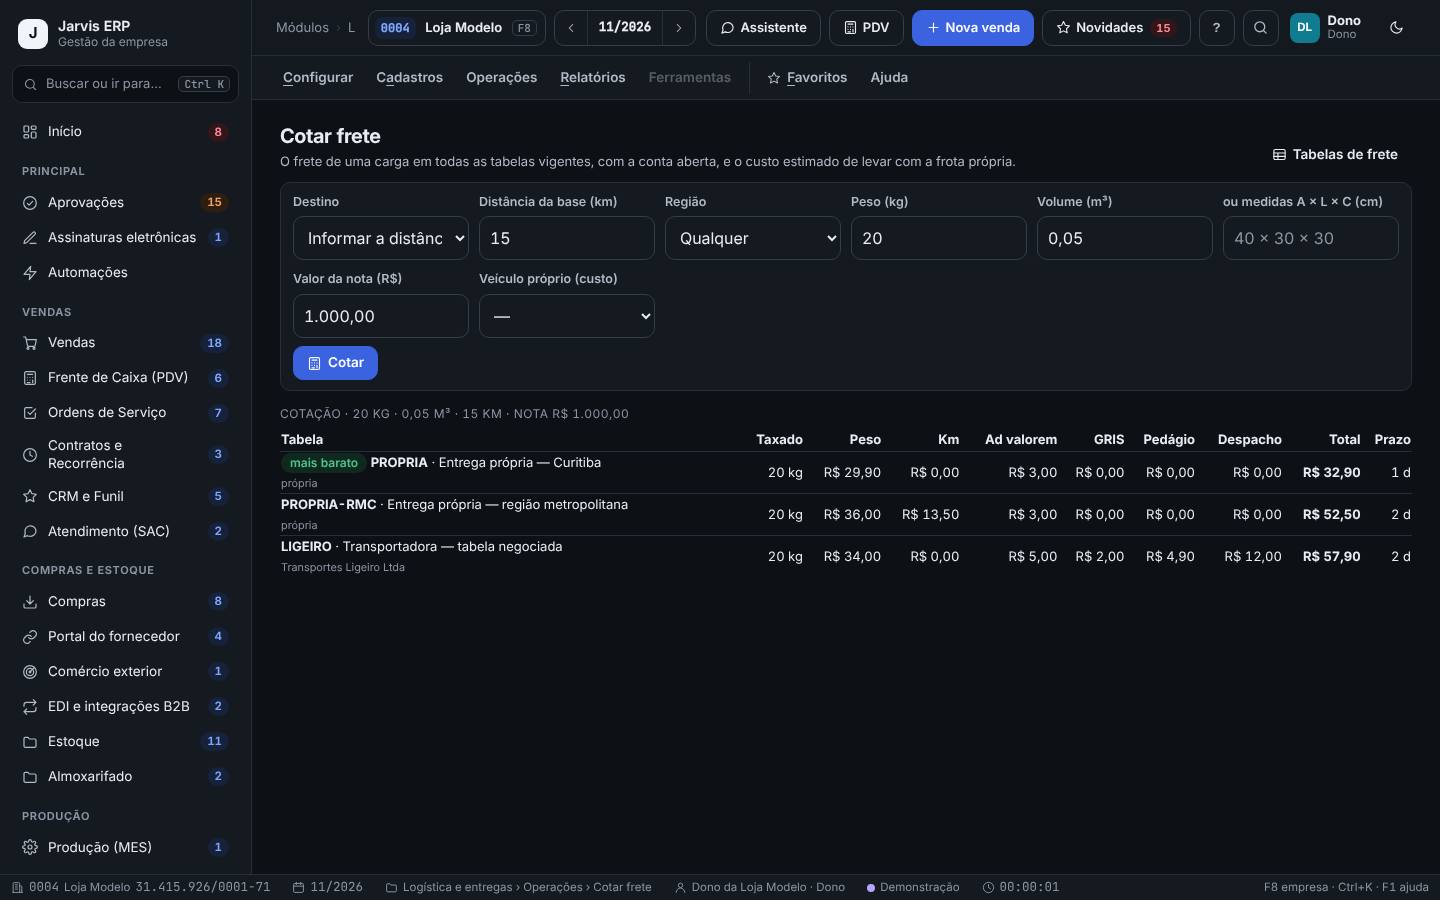 J
Jarvis ERP
Gestão da empresa
Buscar ou ir para... Ctrl K
Início 8
PRINCIPAL
Aprovações 15
Assinaturas eletrônicas 1
Automações
VENDAS
Vendas 18
Frente de Caixa (PDV) 6
Ordens de Serviço 7
Contratos e
Recorrência 3
CRM e Funil 5
Atendimento (SAC) 2
COMPRAS E ESTOQUE
Compras 8
Portal do fornecedor 4
Comércio exterior 1
EDI e integrações B2B 2
Estoque 11
Almoxarifado 2
PRODUÇÃO
Produção (MES) 1
Módulos › L 0004 Loja Modelo F8 ‹ 11/2026 › Assistente PDV + Nova venda Novidades 15 ? DL Dono
Dono
Configurar Cadastros Operações Relatórios Ferramentas Favoritos Ajuda
Cotar frete
O frete de uma carga em todas as tabelas vigentes, com a conta aberta, e o custo estimado de levar com a frota própria.
Tabelas de frete
Destino Distância da base (km) Região Peso (kg) Volume (m³) ou medidas A × L × C (cm)
Informar a distânc 15 Qualquer 20 0,05 40 × 30 × 30
Valor da nota (R$) Veículo próprio (custo)
1.000,00 —
Cotar
COTAÇÃO · 20 KG · 0,05 M³ · 15 KM · NOTA R$ 1.000,00
Tabela Taxado Peso Km Ad valorem GRIS Pedágio Despacho Total Prazo
mais barato PROPRIA · Entrega própria — Curitiba 20 kg R$ 29,90 R$ 0,00 R$ 3,00 R$ 0,00 R$ 0,00 R$ 0,00 R$ 32,90 1 d
própria
PROPRIA-RMC · Entrega própria — região metropolitana 20 kg R$ 36,00 R$ 13,50 R$ 3,00 R$ 0,00 R$ 0,00 R$ 0,00 R$ 52,50 2 d
própria
LIGEIRO · Transportadora — tabela negociada 20 kg R$ 34,00 R$ 0,00 R$ 5,00 R$ 2,00 R$ 4,90 R$ 12,00 R$ 57,90 2 d
Transportes Ligeiro Ltda
0004 Loja Modelo 31.415.926/0001-71 11/2026 Logística e entregas › Operações › Cotar frete Dono da Loja Modelo · Dono Demonstração 00:00:01 F8 empresa · Ctrl+K · F1 ajuda